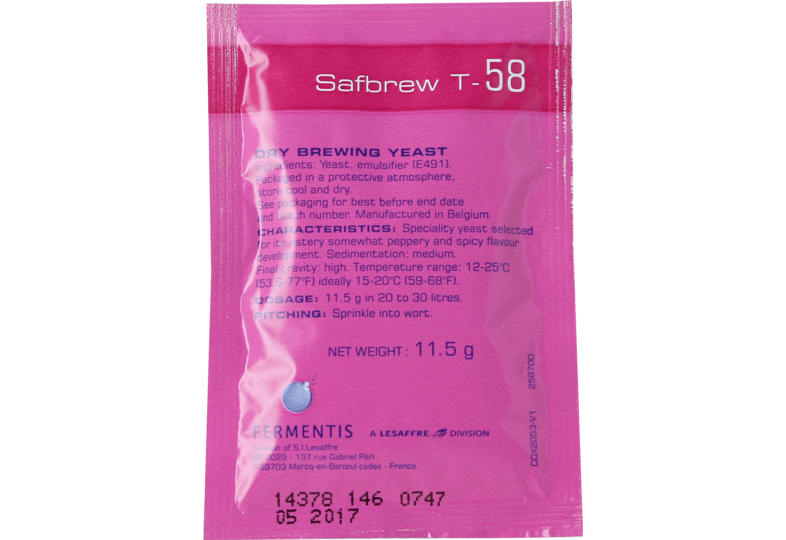 Safbrew T-58
DRY BREWING YEAST
Ingredients: Yeast, emulsifier (E491).
Packaged in a protective atmosphere,
store cool and dry.
See packaging for best before end date
and batch number. Manufactured in Belgium.
CHARACTERISTICS: Speciality yeast selected
for its estery somewhat peppery and spicy flavour
development. Sedimentation: medium.
Final gravity: high. Temperature range: 12-25°C
(53.6-77°F) ideally 15-20°C (59-68°F).
DOSAGE: 11.5 g in 20 to 30 litres.
PITCHING: Sprinkle into wort.
NET WEIGHT: 11.5 g
FERMENTIS A LESAFFRE DIVISION
Division of S.I.Lesaffre
3029 - 137 rue Gabriel Péri
59703 Marcq-en-Barœul cedex - France
258700
CDX2053-V1
14378 146 0747
05 2017